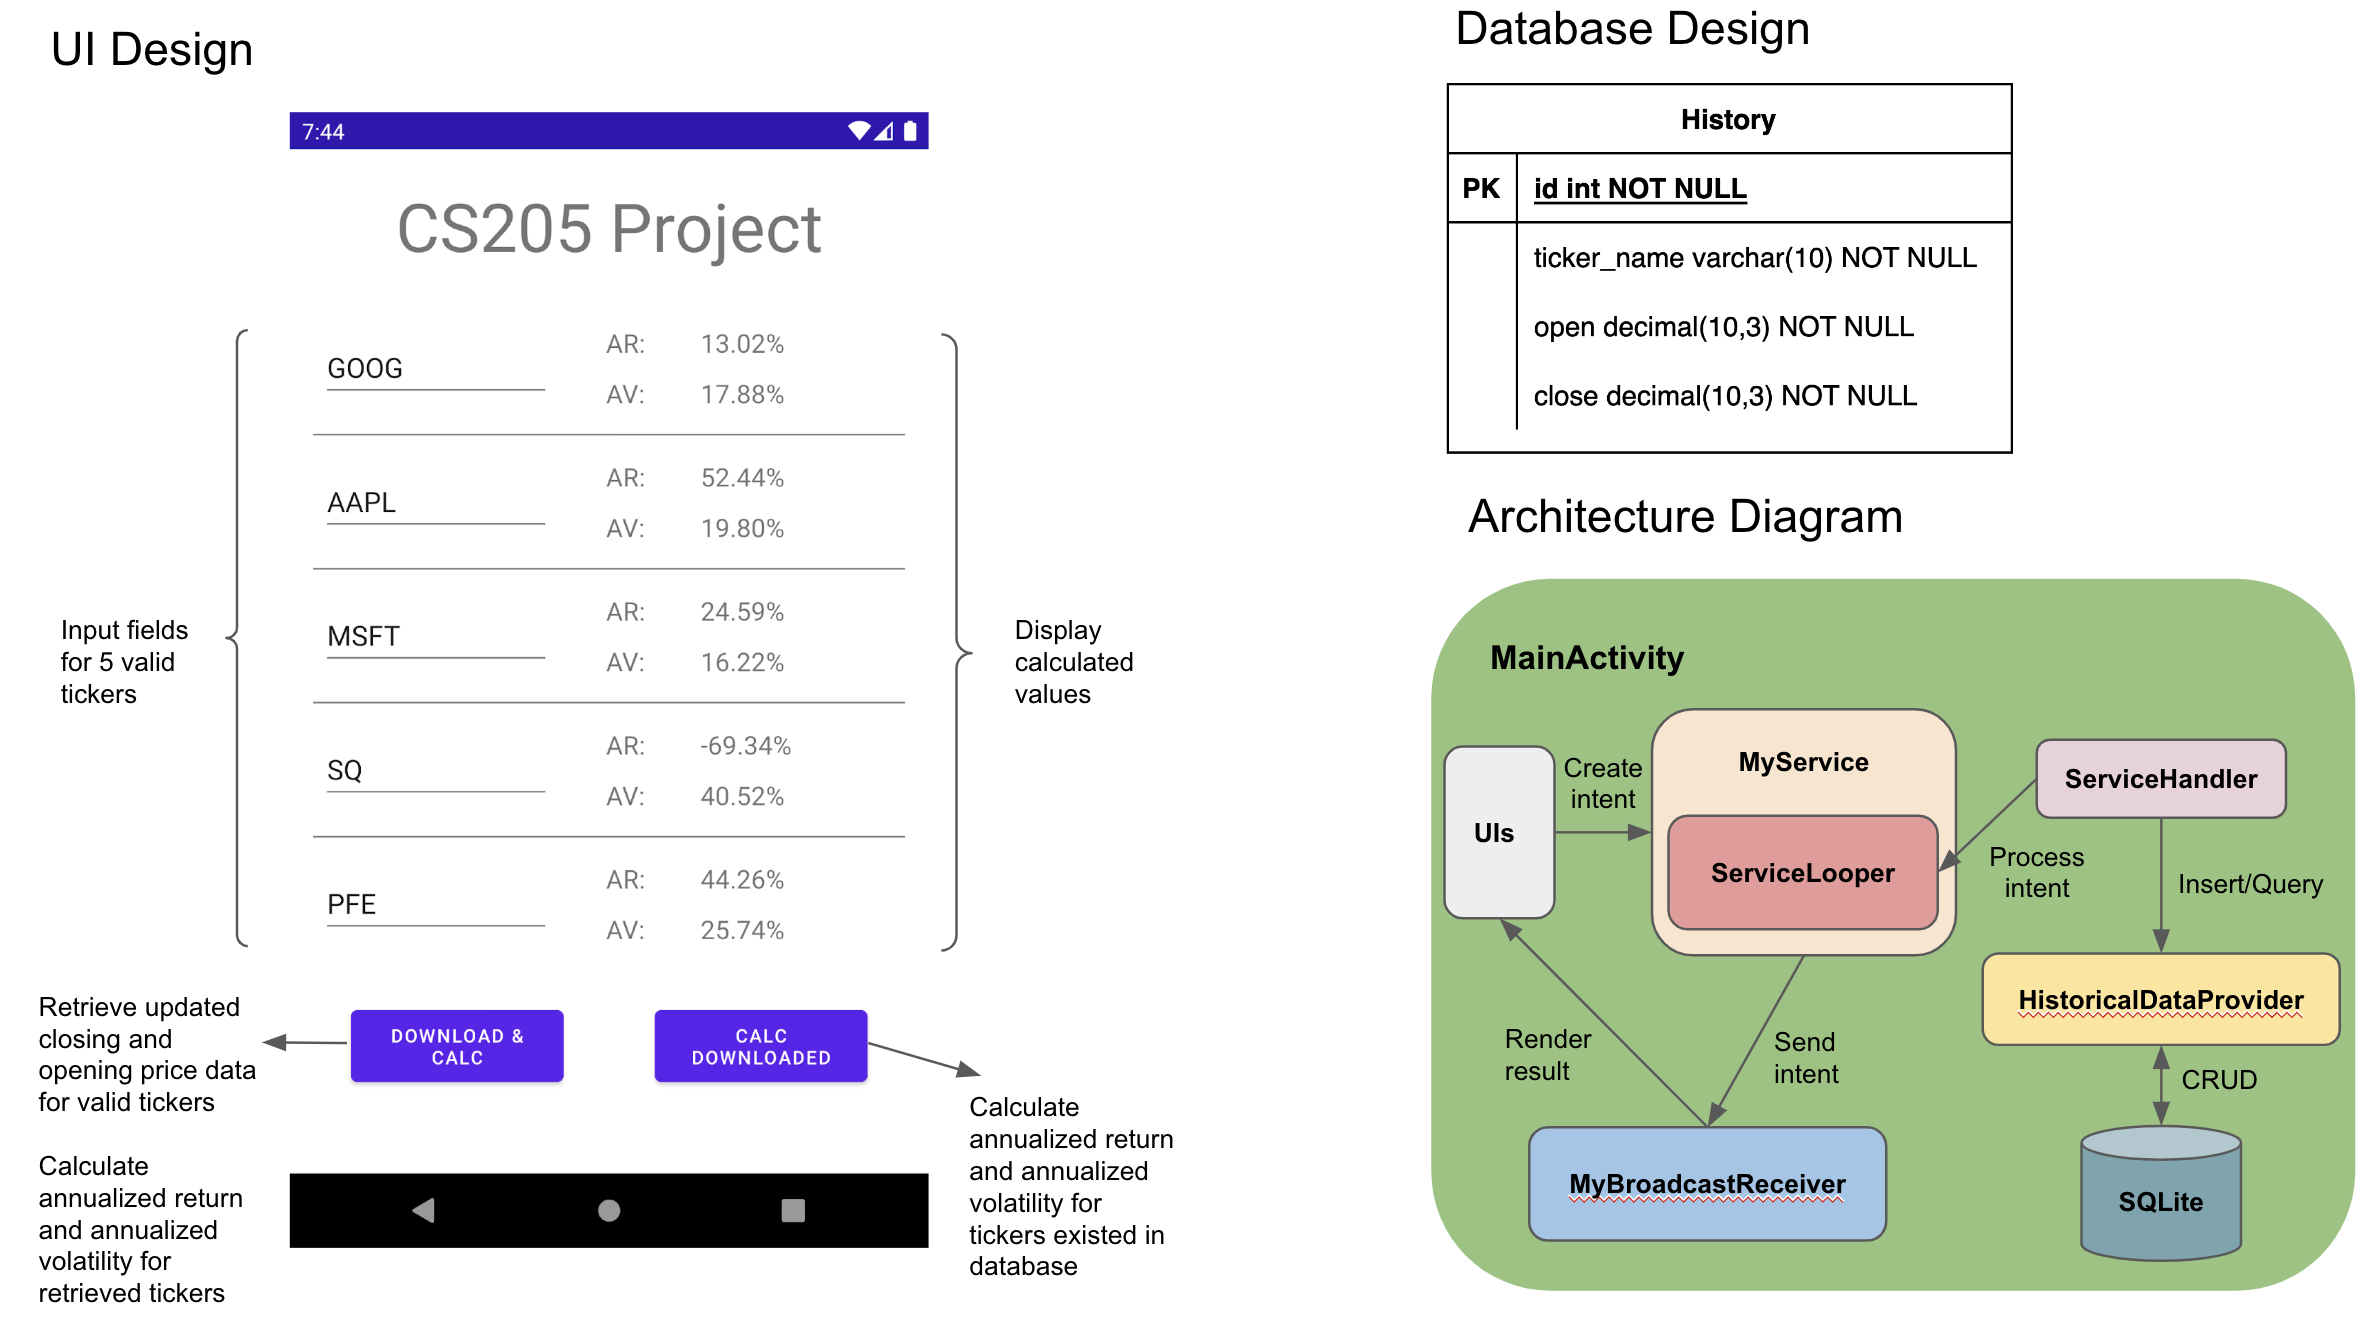 UI Design
7:44
CS205 Project
GOOG
AR: 13.02%
AV: 17.88%
AAPL
AR: 52.44%
AV: 19.80%
MSFT
AR: 24.59%
AV: 16.22%
SQ
AR: -69.34%
AV: 40.52%
PFE
AR: 44.26%
AV: 25.74%
Input fields
for 5 valid
tickers
Display
calculated
values
DOWNLOAD &
CALC
CALC
DOWNLOADED
Retrieve updated
closing and
opening price data
for valid tickers
Calculate
annualized return
and annualized
volatility for
retrieved tickers
Calculate
annualized return
and annualized
volatility for
tickers existed in
database
Database Design
History
PK
id int NOT NULL
ticker_name varchar(10) NOT NULL
open decimal(10,3) NOT NULL
close decimal(10,3) NOT NULL
Architecture Diagram
MainActivity
UIs
Create
intent
MyService
ServiceLooper
ServiceHandler
Process
intent
Insert/Query
HistoricalDataProvider
Render
result
Send
intent
CRUD
MyBroadcastReceiver
SQLite